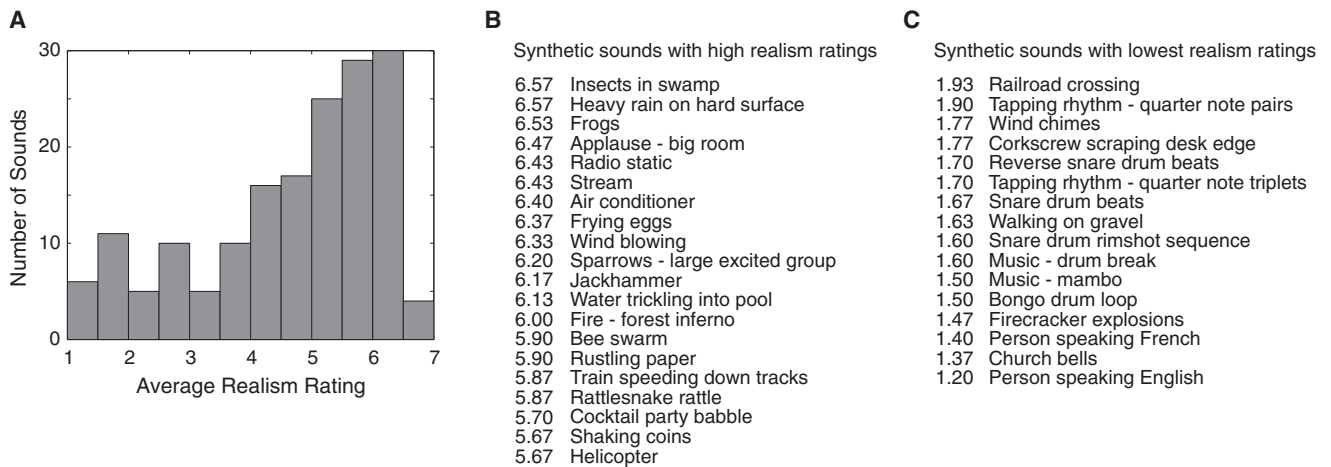 A
Number of Sounds
30
20
10
0
1 2 3 4 5 6 7
Average Realism Rating
B
Synthetic sounds with high realism ratings
6.57 Insects in swamp
6.57 Heavy rain on hard surface
6.53 Frogs
6.47 Applause - big room
6.43 Radio static
6.43 Stream
6.40 Air conditioner
6.37 Frying eggs
6.33 Wind blowing
6.20 Sparrows - large excited group
6.17 Jackhammer
6.13 Water trickling into pool
6.00 Fire - forest inferno
5.90 Bee swarm
5.90 Rustling paper
5.87 Train speeding down tracks
5.87 Rattlesnake rattle
5.70 Cocktail party babble
5.67 Shaking coins
5.67 Helicopter
C
Synthetic sounds with lowest realism ratings
1.93 Railroad crossing
1.90 Tapping rhythm - quarter note pairs
1.77 Wind chimes
1.77 Corkscrew scraping desk edge
1.70 Reverse snare drum beats
1.70 Tapping rhythm - quarter note triplets
1.67 Snare drum beats
1.63 Walking on gravel
1.60 Snare drum rimshot sequence
1.60 Music - drum break
1.50 Music - mambo
1.50 Bongo drum loop
1.47 Firecracker explosions
1.40 Person speaking French
1.37 Church bells
1.20 Person speaking English